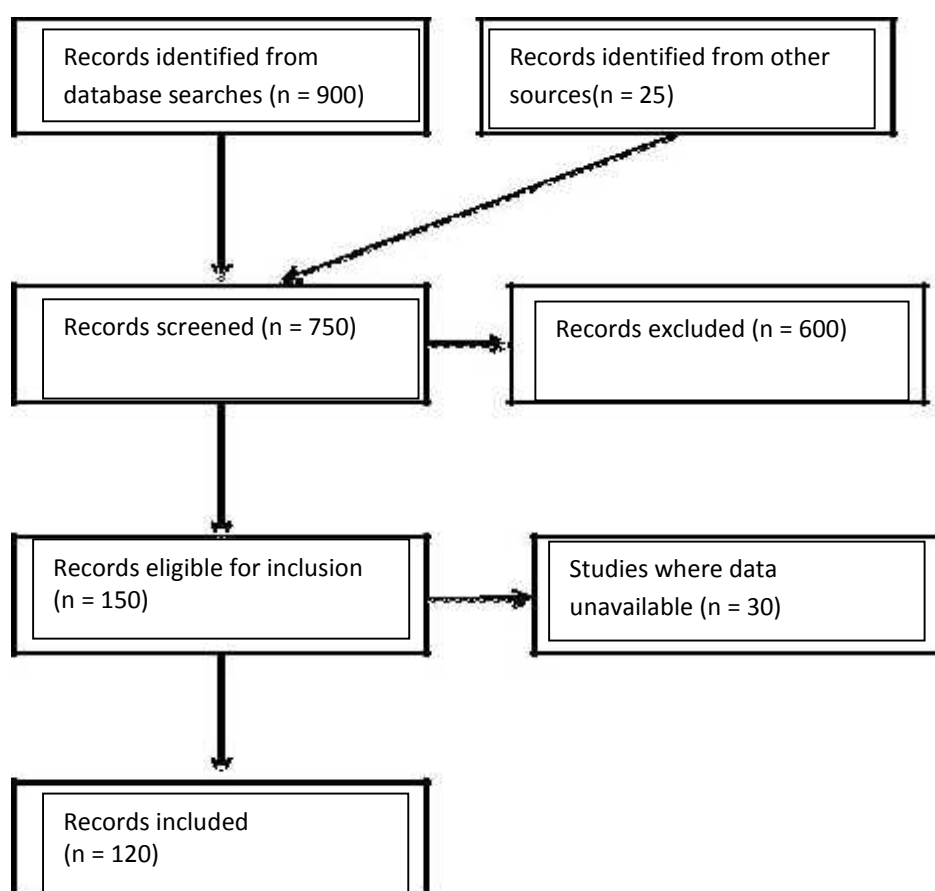 Records identified from
database searches (n = 900)
Records identified from other
sources(n = 25)
Records screened (n = 750)
Records excluded (n = 600)
Records eligible for inclusion
(n = 150)
Studies where data
unavailable (n = 30)
Records included
(n = 120)